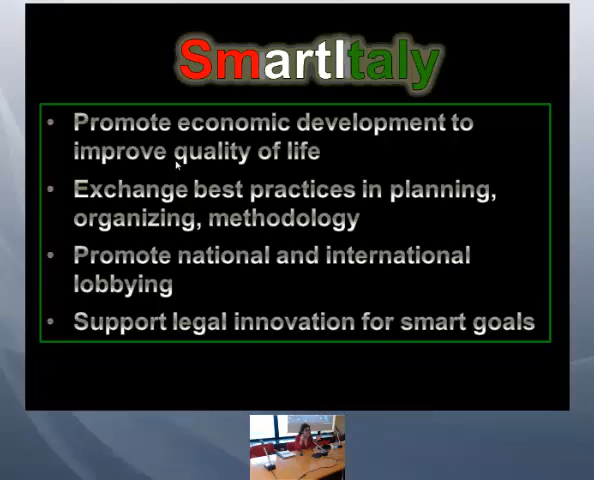 SmartItaly
• Promote economic development to
improve quality of life
• Exchange best practices in planning,
organizing, methodology
• Promote national and international
lobbying
• Support legal innovation for smart goals